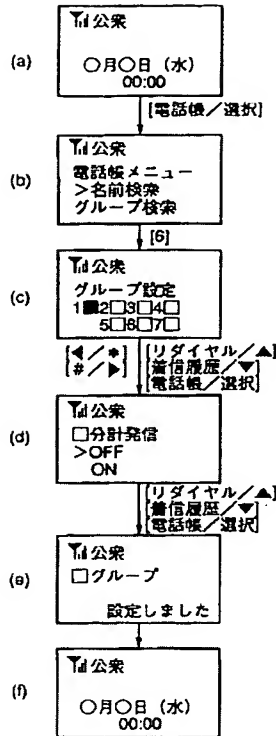 (a)
公衆
〇月〇日（水）
00:00
[電話帳／選択]
(b)
公衆
電話帳メニュー
>名前検索
グループ検索
[6]
(c)
公衆
グループ設定
1■2□3□4□
5□6□7□
[◀／*]
[#／▶]
[リダイヤル／▲]
[着信履歴／▼]
[電話帳／選択]
(d)
公衆
□分計発信
>OFF
ON
[リダイヤル／▲]
[着信履歴／▼]
[電話帳／選択]
(e)
公衆
□グループ
設定しました
(f)
公衆
〇月〇日（水）
00:00